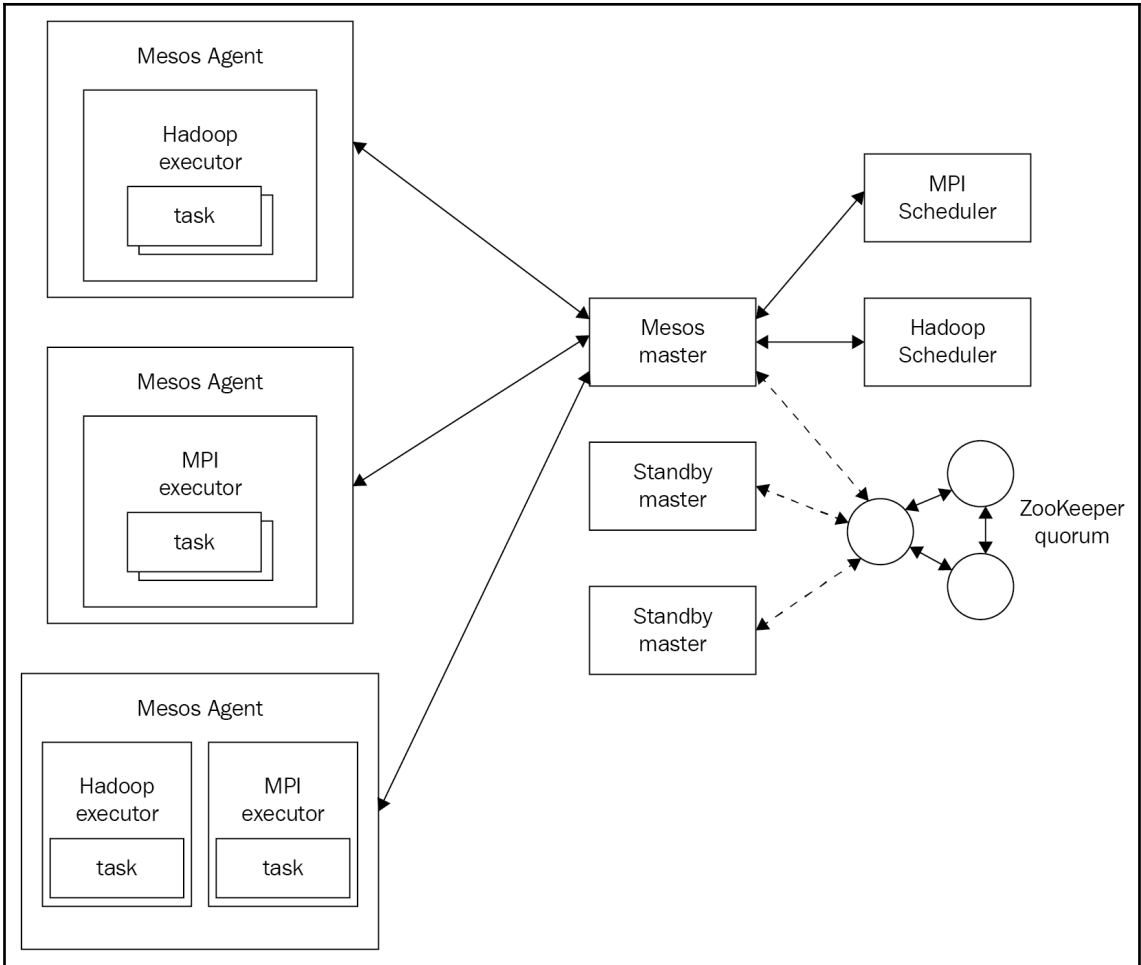 Mesos Agent
Hadoop
executor
task
Mesos Agent
MPI
executor
task
Mesos Agent
Hadoop
executor
task
MPI
executor
task
Mesos
master
Standby
master
Standby
master
MPI
Scheduler
Hadoop
Scheduler
ZooKeeper
quorum